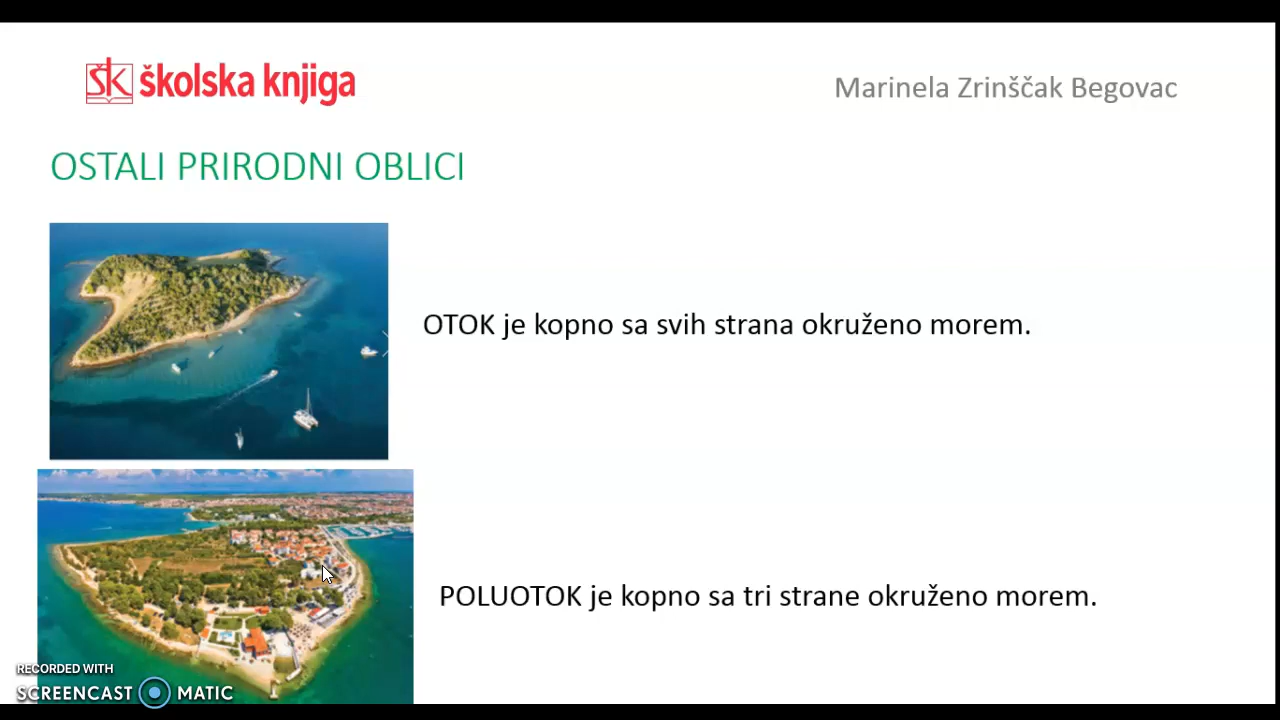 ŠK školska knjiga
Marinela Zrinščak Begovac
OSTALI PRIRODNI OBLICI
OTOK je kopno sa svih strana okruženo morem.
POLUOTOK je kopno sa tri strane okruženo morem.
RECORDED WITH
SCREENCAST MATIC